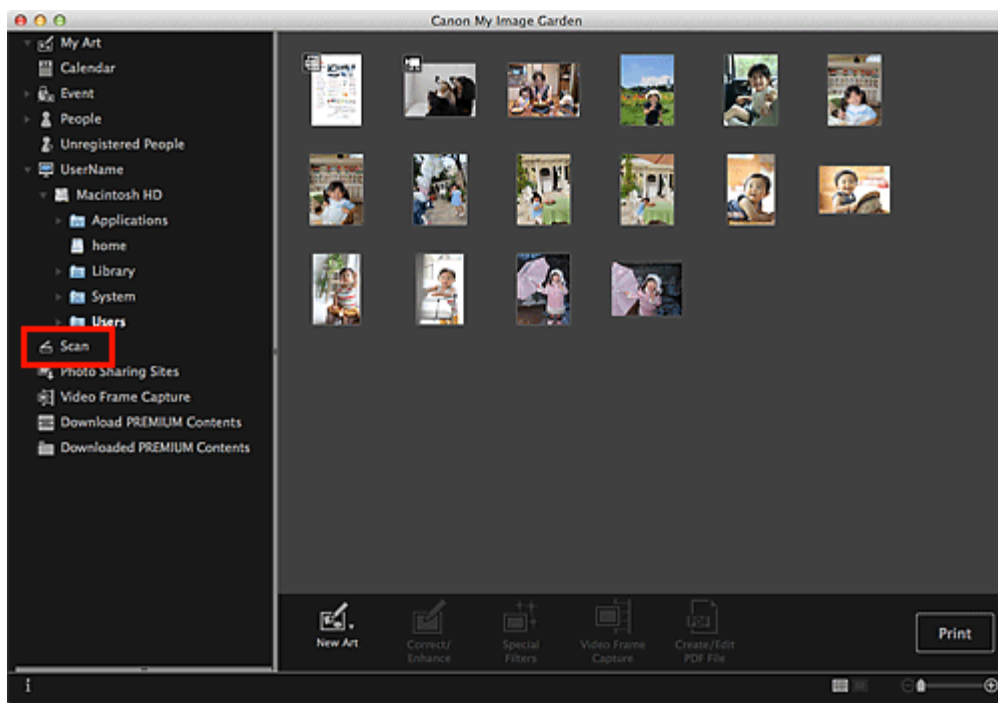 Canon My Image Garden
My Art
Calendar
Event
People
Unregistered People
UserName
Macintosh HD
Applications
home
Library
System
Users
Scan
Photo Sharing Sites
Video Frame Capture
Download PREMIUM Contents
Downloaded PREMIUM Contents
New Art
Correct/
Enhance
Special
Filters
Video Frame
Capture
Create/Edit
PDF File
Print